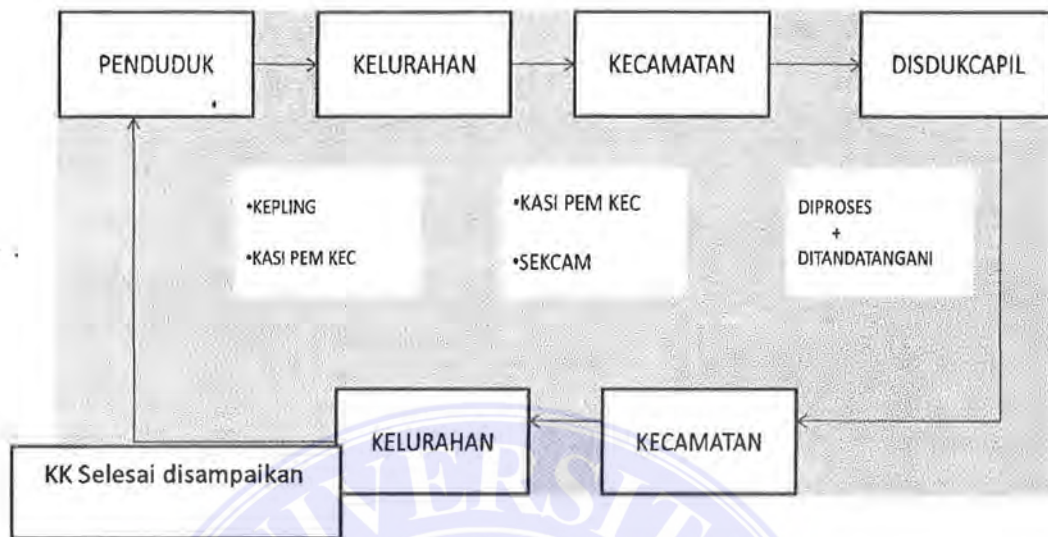 PENDUDUK
KELURAHAN
KECAMATAN
DISDUKCAPIL
•KEPLING
•KASI PEM KEC
•KASI PEM KEC
•SEKCAM
DIPROSES
+
DITANDATANGANI
KELURAHAN
KECAMATAN
KK Selesai disampaikan
IVERSIT